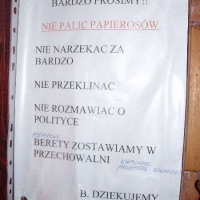 BARDZO PROSIMY!!
NIE PALIC PAPIEROSÓW
NIE NARZEKAC ZA
BARDZO
NIE PRZEKLINAC
NIE ROZMAWIAC O
POLITYCE
BERETY ZOSTAWIAMY W
PRZECHOWALNI
B. DZIEKUJEMY